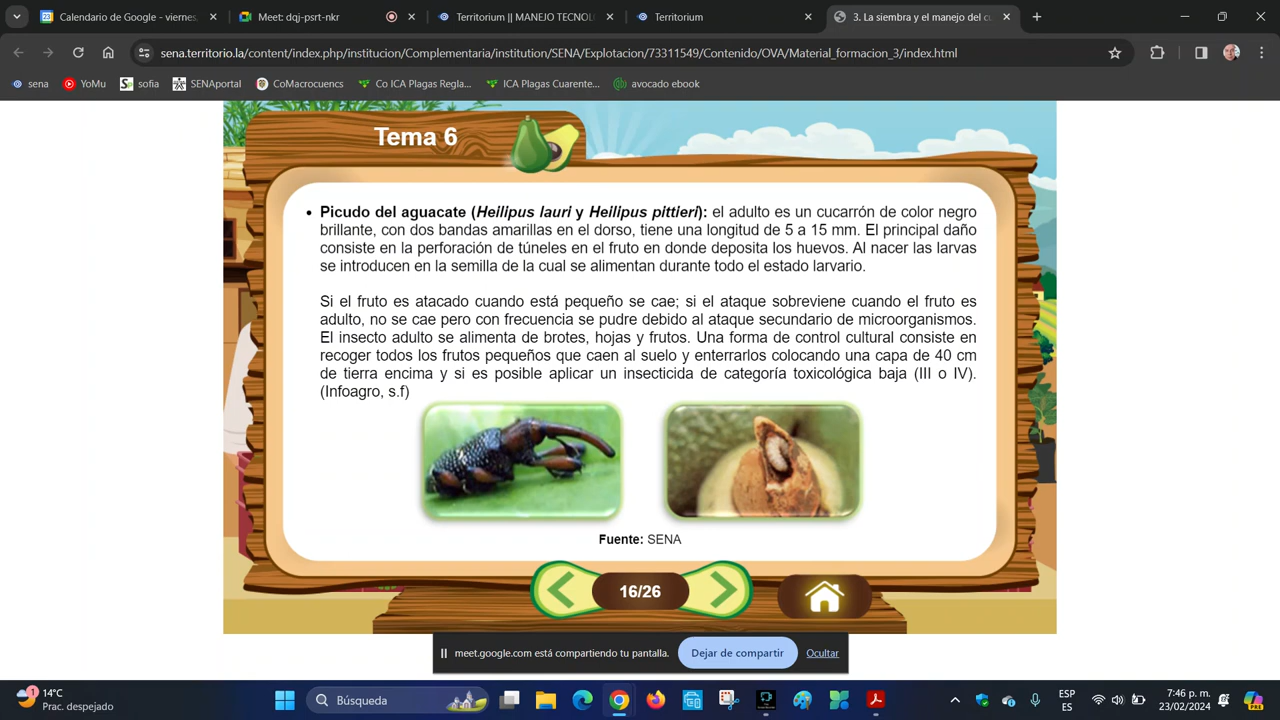 Calendario de Google - viernes,
Meet: dqj-psrt-nkr
Territorium || MANEJO TECNOL
Territorium
3. La siembra y el manejo del cu
sena.territorio.la/content/index.php/institucion/Complementaria/institution/SENA/Explotacion/73311549/Contenido/OVA/Material_formacion_3/index.html
sena
YoMu
sofia
SENAportal
CoMacrocuencs
Co ICA Plagas Regla...
ICA Plagas Cuarente...
avocado ebook
Tema 6
• Picudo del aguacate (Heilipus lauri y Heilipus pittieri): el adulto es un cucarrón de color negro
brillante, con dos bandas amarillas en el dorso, tiene una longitud de 5 a 15 mm. El principal daño
consiste en la perforación de túneles en el fruto en donde deposita los huevos. Al nacer las larvas
se introducen en la semilla de la cual se alimentan durante todo el estado larvario.
Si el fruto es atacado cuando está pequeño se cae; si el ataque sobreviene cuando el fruto es
adulto, no se cae pero con frecuencia se pudre debido al ataque secundario de microorganismos.
El insecto adulto se alimenta de brotes, hojas y frutos. Una forma de control cultural consiste en
recoger todos los frutos pequeños que caen al suelo y enterrarlos colocando una capa de 40 cm
de tierra encima y si es posible aplicar un insecticida de categoría toxicológica baja (III o IV).
(Infoagro, s.f)
Fuente: SENA
16/26
meet.google.com está compartiendo tu pantalla.
Dejar de compartir
Ocultar
1
14°C
Prac. despejado
Búsqueda
ESP
ES
7:46 p. m.
23/02/2024